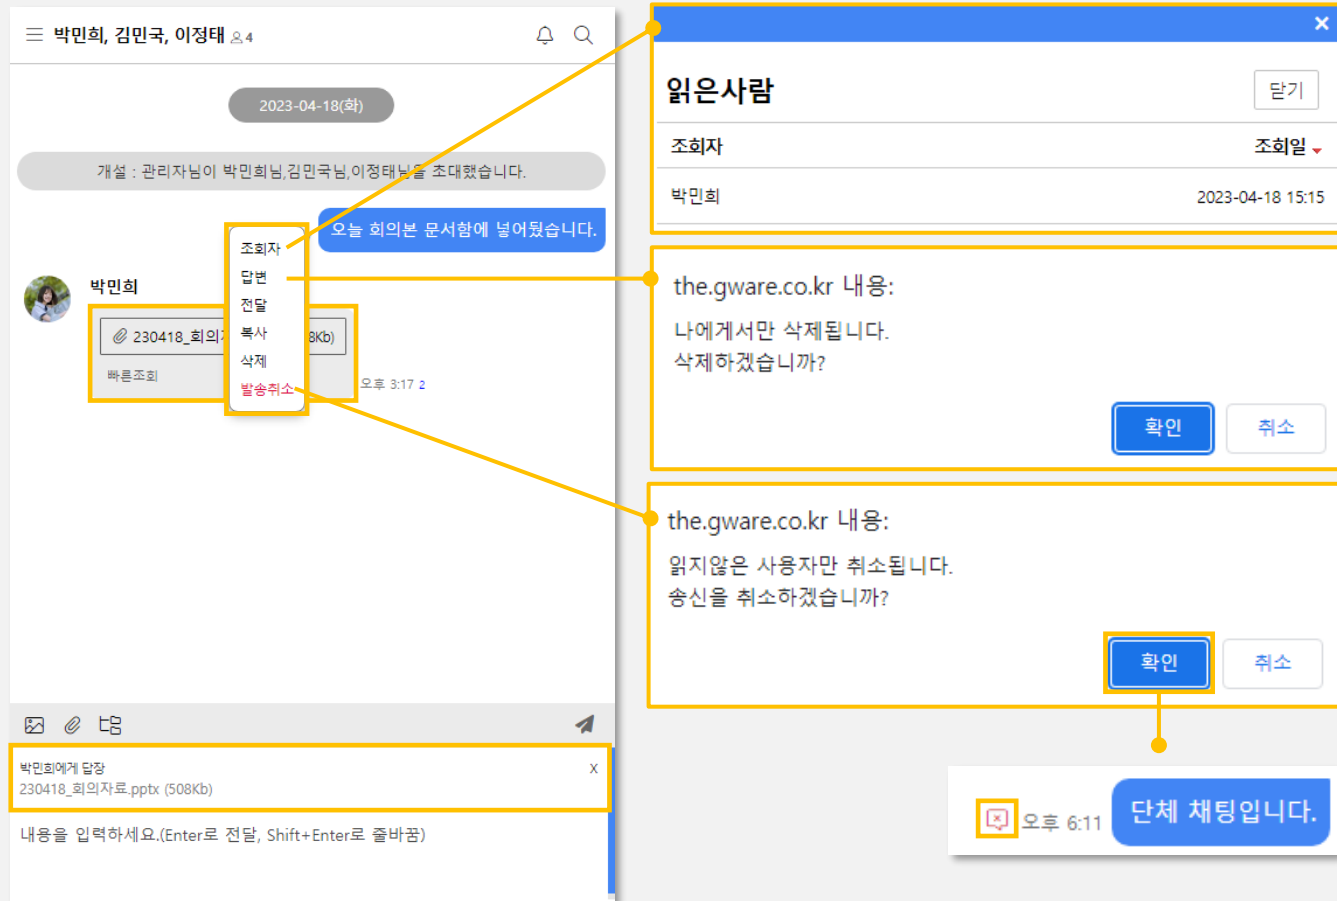 박민희, 김민국, 이정태 4
2023-04-18(화)
개설 : 관리자님이 박민희님,김민국님,이정태님을 초대했습니다.
오늘 회의본 문서함에 넣어뒀습니다.
박민희
230418_회의 8Kb)
빠른조회
오후 3:17 2
조회자
답변
전달
복사
삭제
발송취소
박민희에게 답장 X
230418_회의자료.pptx (508Kb)
내용을 입력하세요.(Enter로 전달, Shift+Enter로 줄바꿈)
×
읽은사람 닫기
조회자 조회일
박민희 2023-04-18 15:15
the.gware.co.kr 내용:
나에게서만 삭제됩니다.
삭제하겠습니까?
확인 취소
the.gware.co.kr 내용:
읽지않은 사용자만 취소됩니다.
송신을 취소하겠습니까?
확인 취소
오후 6:11 단체 채팅입니다.